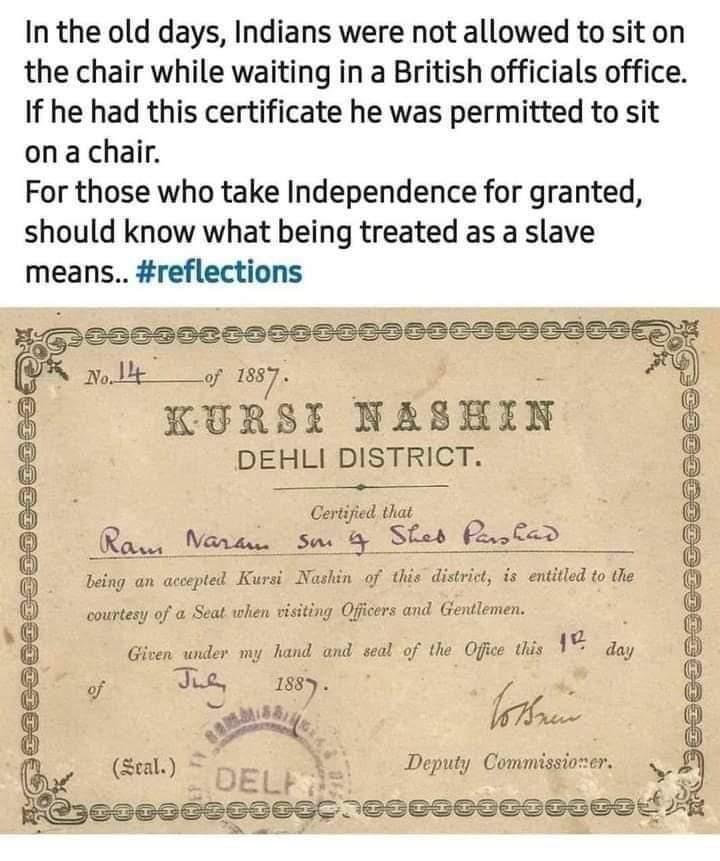 In the old days, Indians were not allowed to sit on
the chair while waiting in a British officials office.
If he had this certificate he was permitted to sit
on a chair.
For those who take Independence for granted,
should know what being treated as a slave
means.. #reflections
No. 14 of 1887.
KURSI NASHIN
DEHLI DISTRICT.
Certified that
Ram Narain son of Sheo Parshad
being an accepted Kursi Nashin of this district, is entitled to the
courtesy of a Seat when visiting Officers and Gentlemen.
Given under my hand and seal of the Office this 1st day
of July 1887.
(Seal.)
Deputy Commissioner.